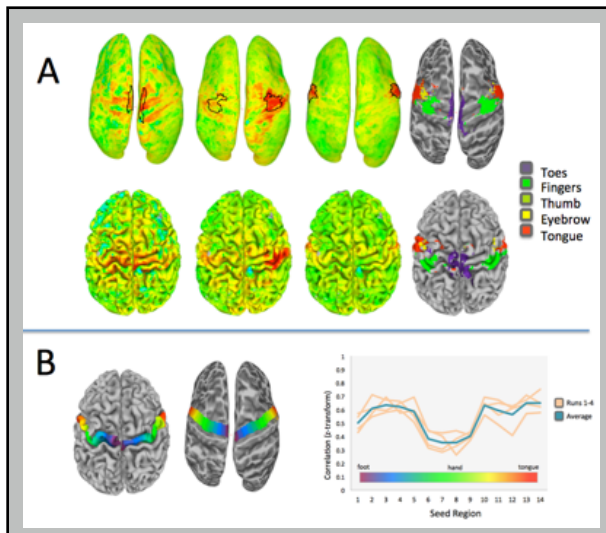 A
Toes
Fingers
Thumb
Eyebrow
Tongue
B
Correlation (z-transform)
1
0.9
0.8
0.7
0.6
0.5
0.4
0.3
0.2
0.1
0
foot hand tongue
1 2 3 4 5 6 7 8 9 10 11 12 13 14
Seed Region
Runs 1-4
Average